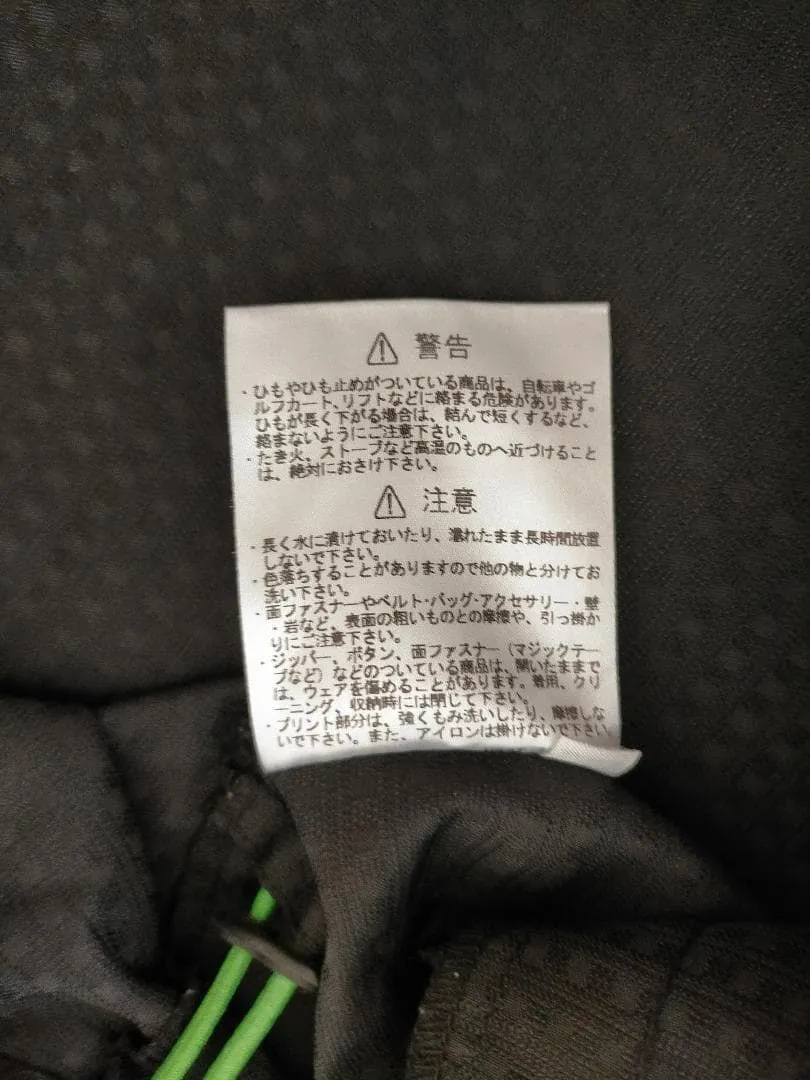 ⚠ 警告
・ひもやひも止めがついている商品は、自転車やゴ
ルフカート、リフトなどに絡まる危険があります。
ひもが長く下がる場合は、結んで短くするなど、
絡まないようにご注意下さい。
・たき火、ストーブなど高温のものへ近づけること
は、絶対におさけ下さい。
⚠ 注意
・長く水に漬けておいたり、濡れたまま長時間放置
しないで下さい。
・色落ちすることがありますので他の物と分けてお
洗い下さい。
・面ファスナーやベルト・バッグ・アクセサリー・壁
・岩など、表面の粗いものとの摩擦や、引っ掛か
りにご注意下さい。
・ジッパー、ボタン、面ファスナー（マジックテー
プなど）などのついている商品は、開いたままで
は、ウェアを傷めることがあります。着用、クリ
ーニング、収納時には閉じて下さい。
・プリント部分は、強くもみ洗いしたり、摩擦しな
いで下さい。また、アイロンは掛けないで下さい